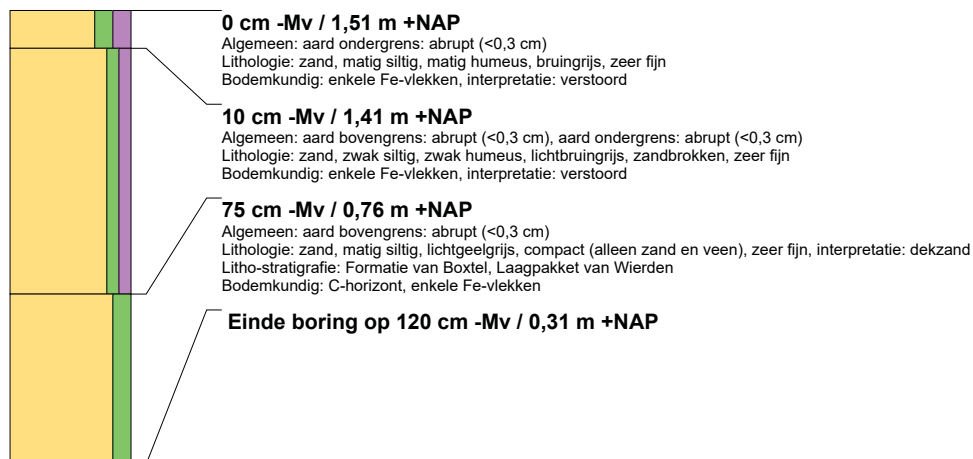 0 cm -Mv / 1,51 m +NAP
Algemeen: aard ondergrens: abrupt (<0,3 cm)
Lithologie: zand, matig siltig, matig humeus, bruingrijs, zeer fijn
Bodemkundig: enkele Fe-vlekken, interpretatie: verstoord
10 cm -Mv / 1,41 m +NAP
Algemeen: aard bovengrens: abrupt (<0,3 cm), aard ondergrens: abrupt (<0,3 cm)
Lithologie: zand, zwak siltig, zwak humeus, lichtbruingrijs, zandbrokken, zeer fijn
Bodemkundig: enkele Fe-vlekken, interpretatie: verstoord
75 cm -Mv / 0,76 m +NAP
Algemeen: aard bovengrens: abrupt (<0,3 cm)
Lithologie: zand, matig siltig, lichtgeelgrijs, compact (alleen zand en veen), zeer fijn, interpretatie: dekzand
Litho-stratigrafie: Formatie van Boxtel, Laagpakket van Wierden
Bodemkundig: C-horizont, enkele Fe-vlekken
Einde boring op 120 cm -Mv / 0,31 m +NAP